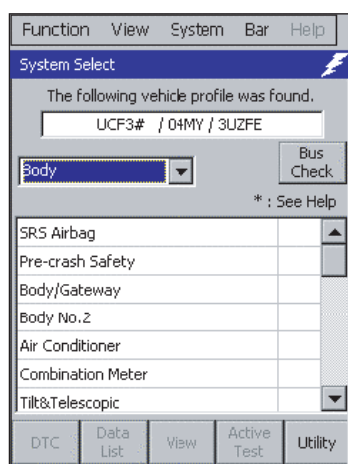 Function View System Bar Help
System Select
The following vehicle profile was found.
UCF3# / 04MY / 3UZFE
Body
Bus
Check
* : See Help
SRS Airbag
Pre-crash Safety
Body/Gateway
Body No.2
Air Conditioner
Combination Meter
Tilt&Telescopic
DTC
Data
List
View
Active
Test
Utility